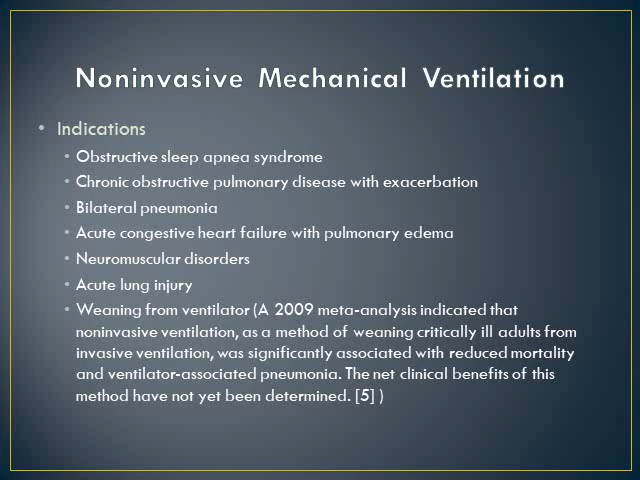 Noninvasive Mechanical Ventilation
• Indications
• Obstructive sleep apnea syndrome
• Chronic obstructive pulmonary disease with exacerbation
• Bilateral pneumonia
• Acute congestive heart failure with pulmonary edema
• Neuromuscular disorders
• Acute lung injury
• Weaning from ventilator (A 2009 meta-analysis indicated that
noninvasive ventilation, as a method of weaning critically ill adults from
invasive ventilation, was significantly associated with reduced mortality
and ventilator-associated pneumonia. The net clinical benefits of this
method have not yet been determined. [5] )